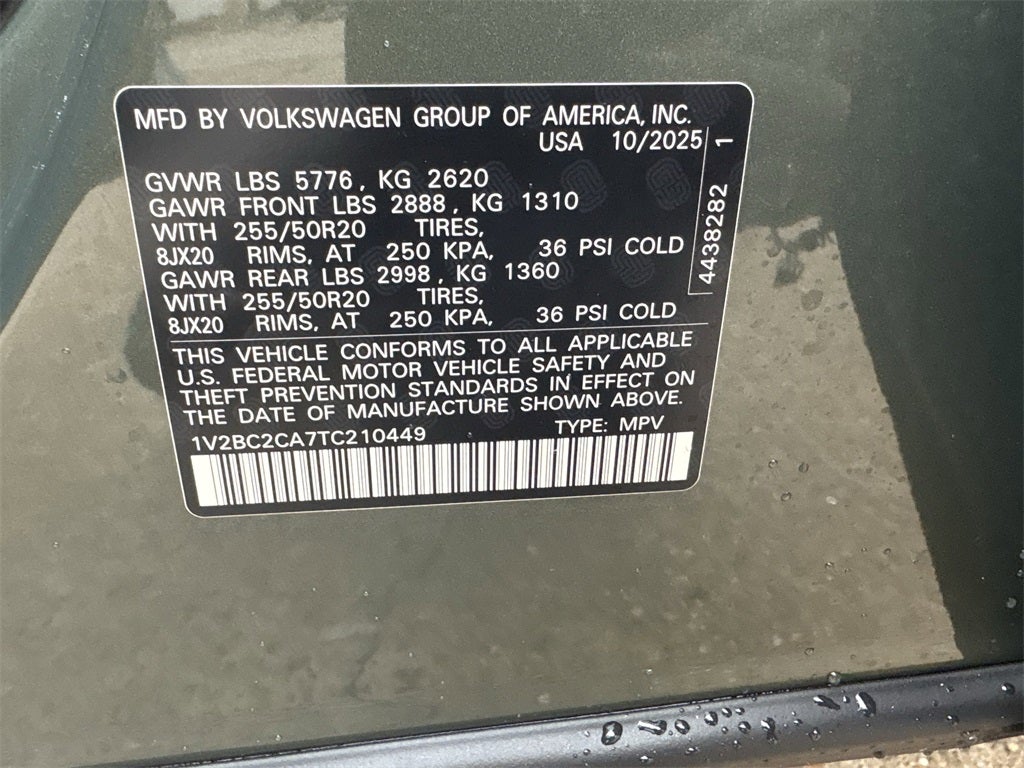 MFD BY VOLKSWAGEN GROUP OF AMERICA, INC.
USA 10/2025
GVWR LBS 5776, KG 2620
GAWR FRONT LBS 2888, KG 1310
WITH 255/50R20 TIRES,
8JX20 RIMS, AT 250 KPA, 36 PSI COLD
GAWR REAR LBS 2998, KG 1360
WITH 255/50R20 TIRES,
8JX20 RIMS, AT 250 KPA, 36 PSI COLD
THIS VEHICLE CONFORMS TO ALL APPLICABLE
U.S. FEDERAL MOTOR VEHICLE SAFETY AND
THEFT PREVENTION STANDARDS IN EFFECT ON
THE DATE OF MANUFACTURE SHOWN ABOVE.
1V2BC2CA7TC210449 TYPE: MPV
4438282 1